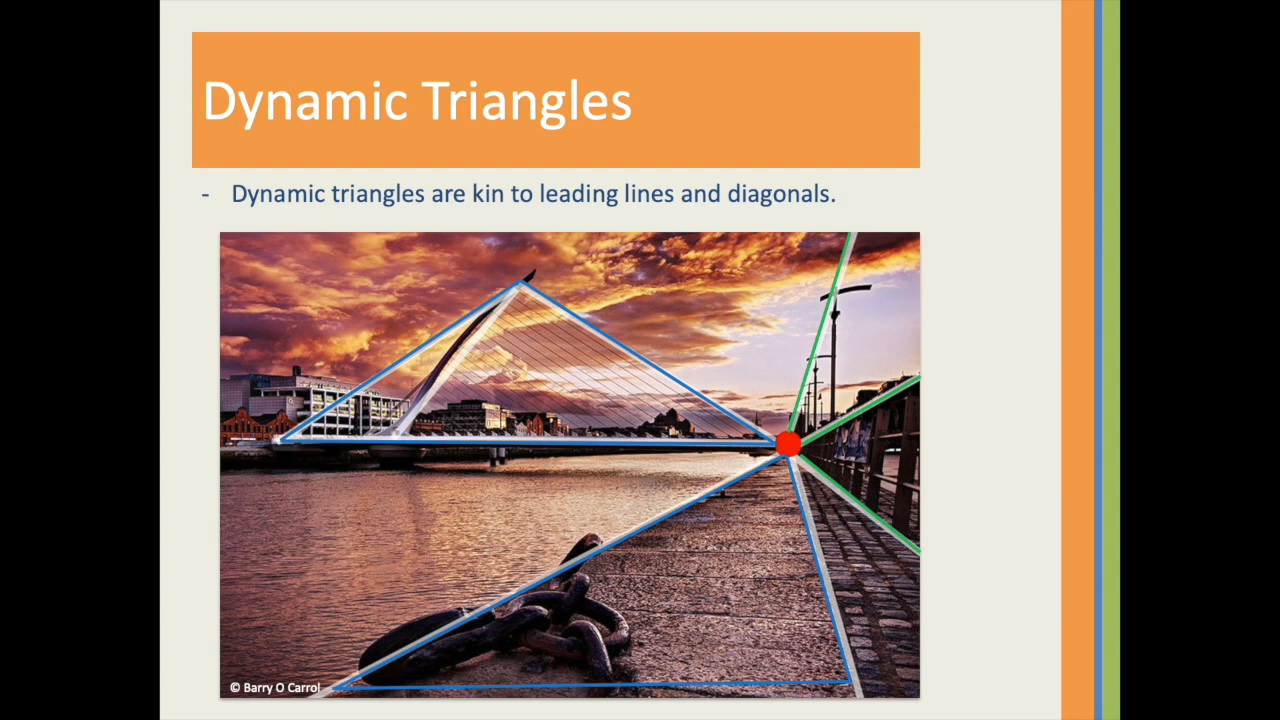 Dynamic Triangles
- Dynamic triangles are kin to leading lines and diagonals.
© Barry O Carrol